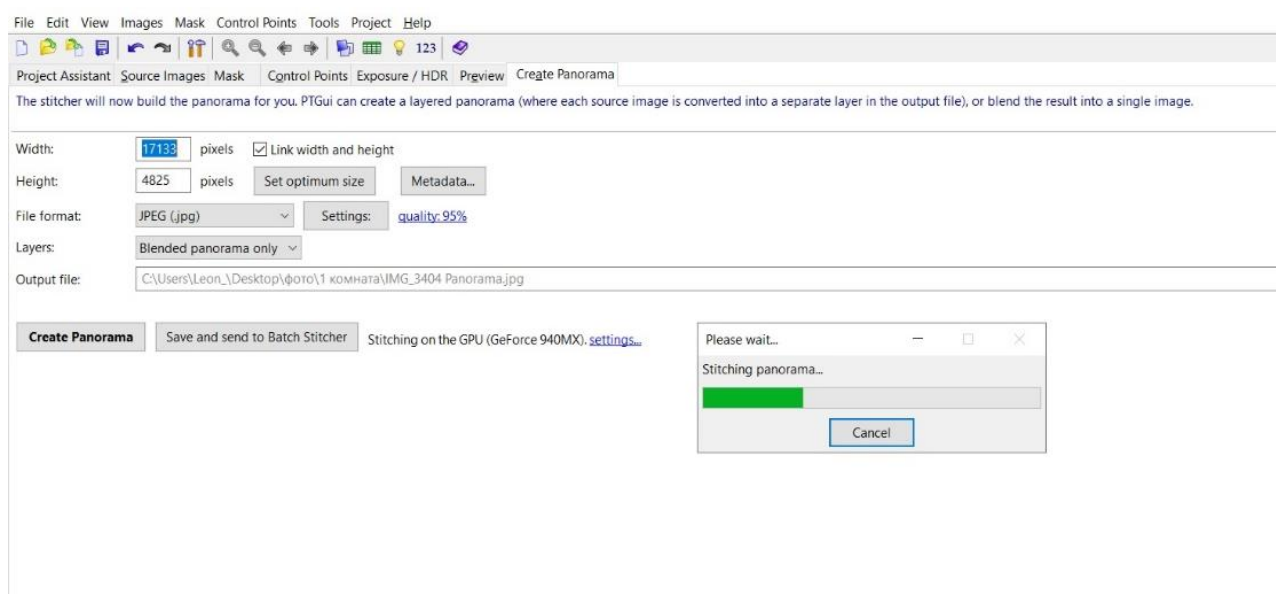 File Edit View Images Mask Control Points Tools Project Help
123
Project Assistant Source Images Mask Control Points Exposure / HDR Preview Create Panorama
The stitcher will now build the panorama for you. PTGui can create a layered panorama (where each source image is converted into a separate layer in the output file), or blend the result into a single image.
Width: 17133 pixels Link width and height
Height: 4825 pixels Set optimum size Metadata...
File format: JPEG (.jpg) Settings: quality: 95%
Layers: Blended panorama only
Output file: C:\Users\Leon_\Desktop\фото\1 комната\IMG_3404 Panorama.jpg
Create Panorama Save and send to Batch Stitcher Stitching on the GPU (GeForce 940MX). settings...
Please wait...
Stitching panorama...
Cancel